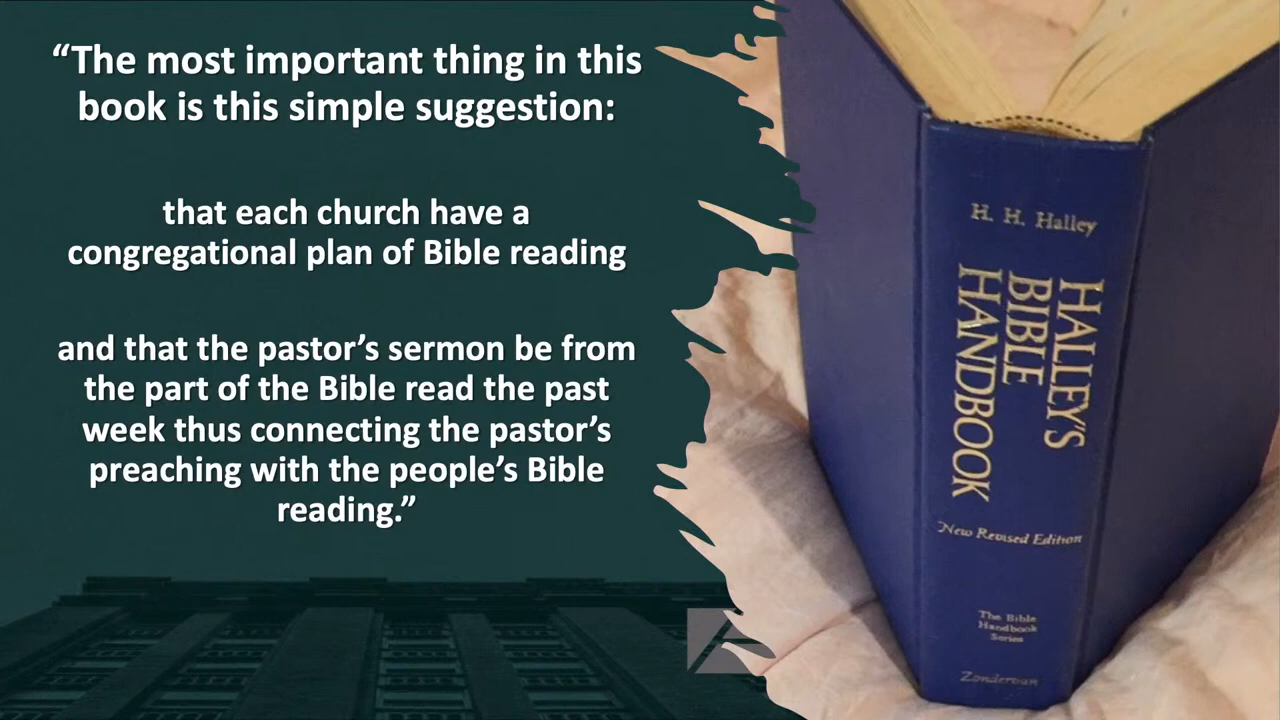 “The most important thing in this
book is this simple suggestion:
that each church have a
congregational plan of Bible reading
and that the pastor’s sermon be from
the part of the Bible read the past
week thus connecting the pastor’s
preaching with the people’s Bible
reading.”
H. H. Halley
HALLEY'S
BIBLE
HANDBOOK
New Revised Edition
The Bible
Handbook
Series
Zondervan